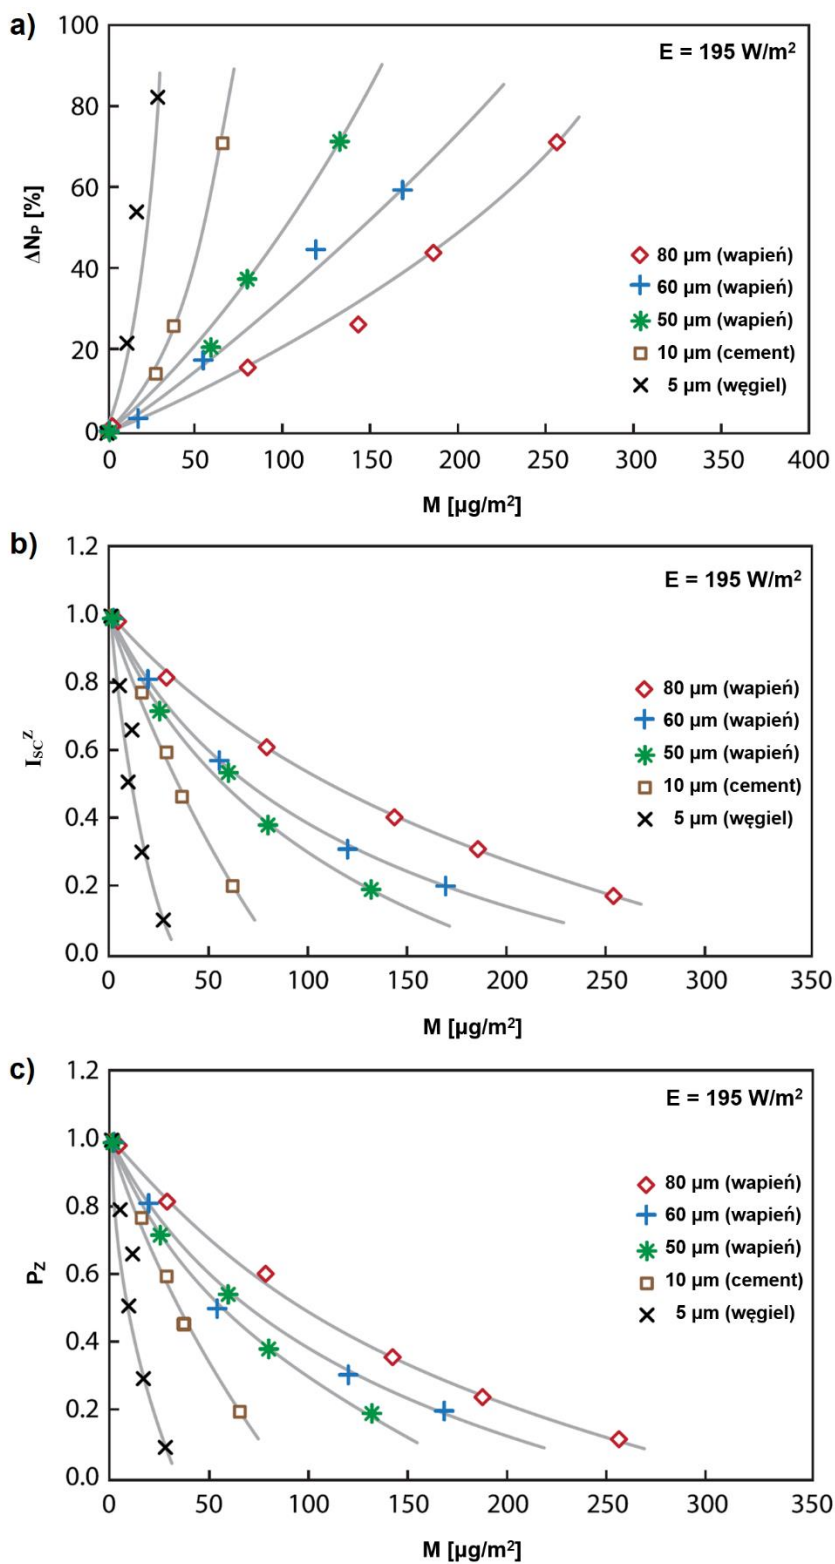 a)
100
80
60
40
20
0
ΔNₚ [%]
E = 195 W/m²
80 µm (wapień)
60 µm (wapień)
50 µm (wapień)
10 µm (cement)
5 µm (węgiel)
0 50 100 150 200 250 300 350 400
M [µg/m²]
b)
1.2
1.0
0.8
0.6
0.4
0.2
0.0
I_SC^Z
E = 195 W/m²
80 µm (wapień)
60 µm (wapień)
50 µm (wapień)
10 µm (cement)
5 µm (węgiel)
0 50 100 150 200 250 300 350
M [µg/m²]
c)
1.2
1.0
0.8
0.6
0.4
0.2
0.0
P_Z
E = 195 W/m²
80 µm (wapień)
60 µm (wapień)
50 µm (wapień)
10 µm (cement)
5 µm (węgiel)
0 50 100 150 200 250 300 350
M [µg/m²]